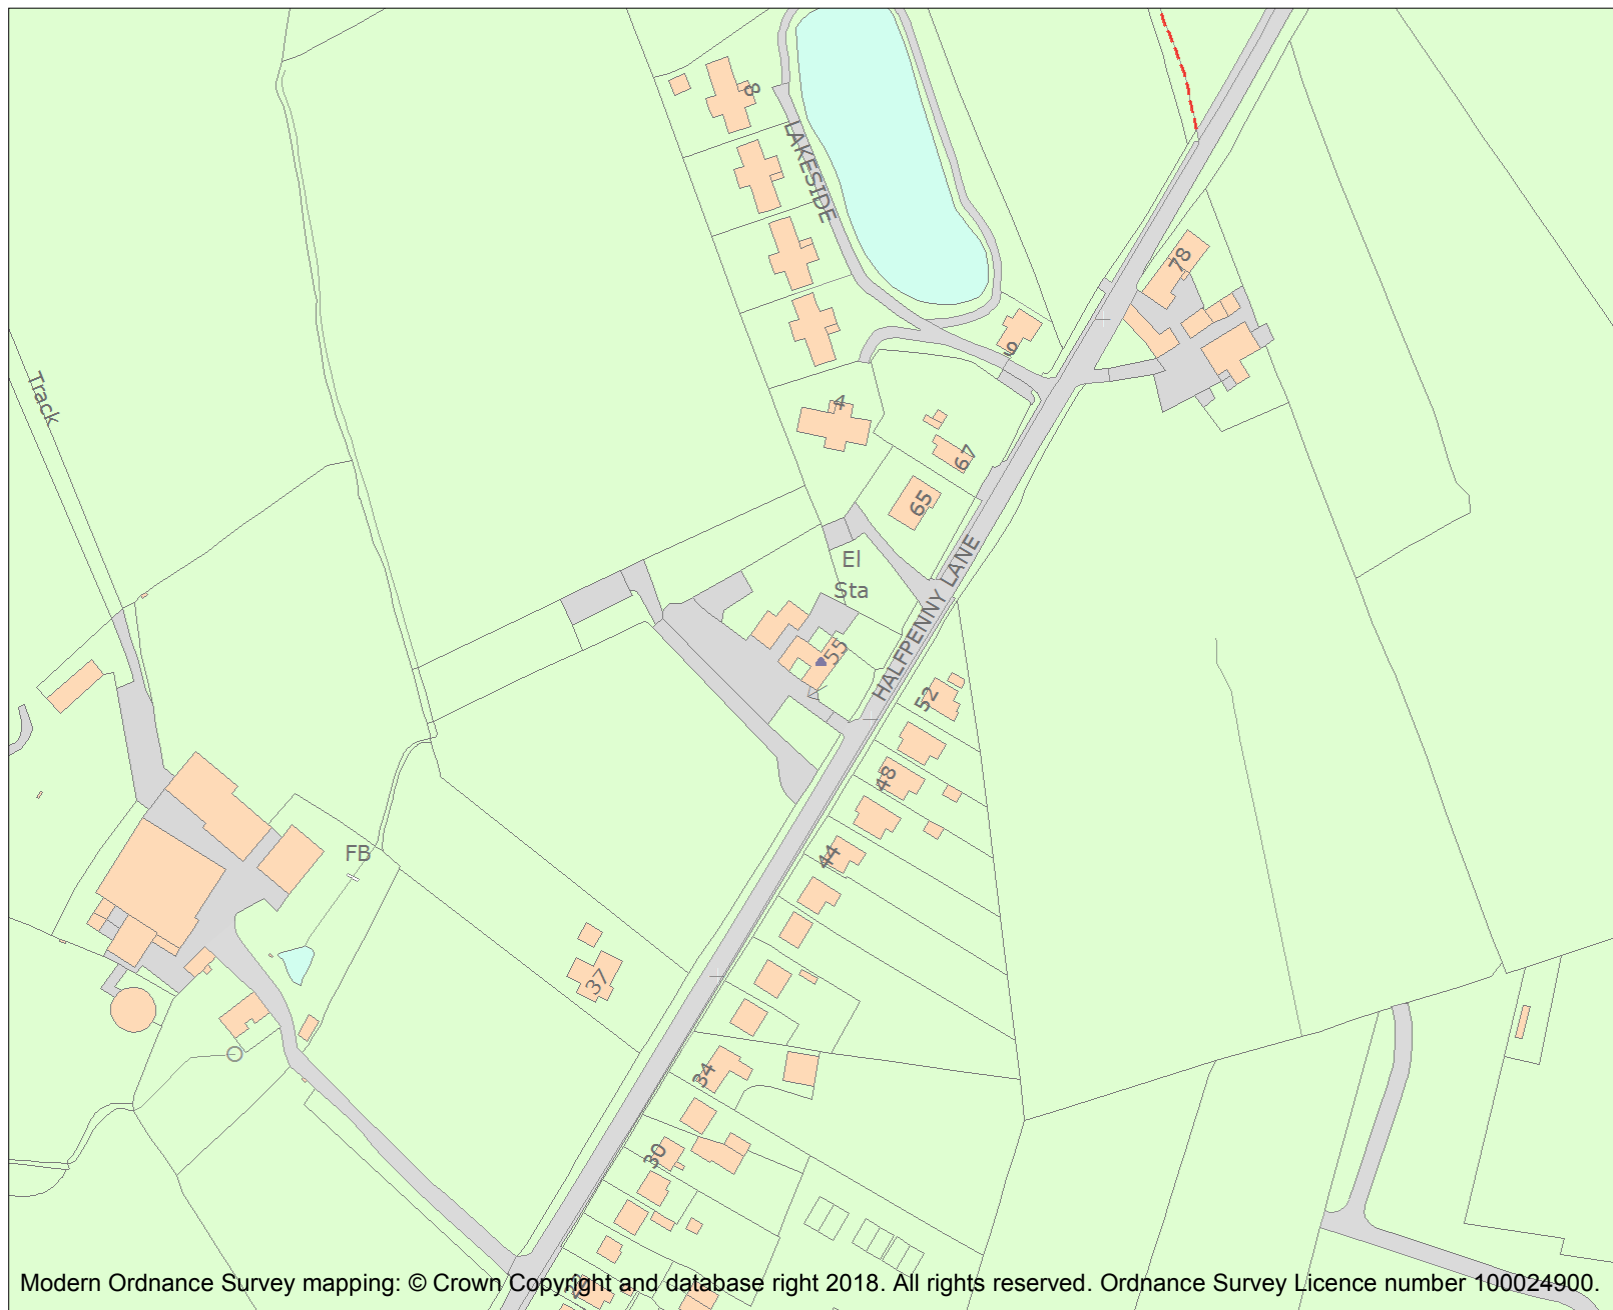 8
LAKESIDE
78
9
Track
4
67
65
El
Sta
HALFPENNY LANE
55
52
48
44
FB
37
34
30
Modern Ordnance Survey mapping: © Crown Copyright and database right 2018. All rights reserved. Ordnance Survey Licence number 100024900.